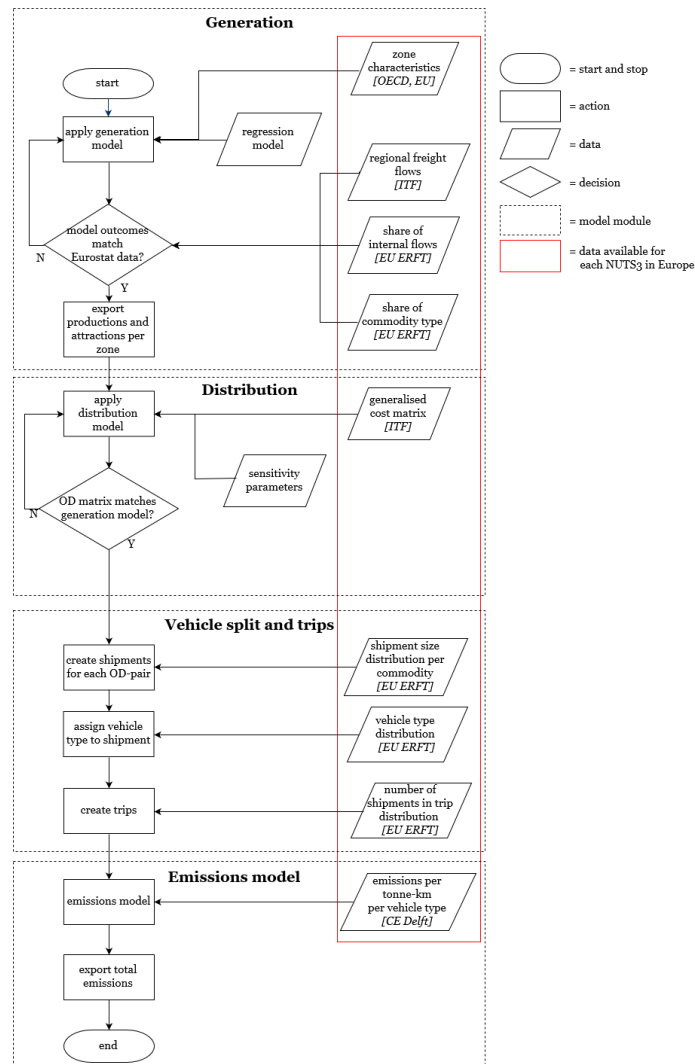 Generation
start
zone
characteristics
[OECD, EU]
apply generation
model
regression
model
regional freight
flows
[ITF]
model outcomes
match
Eurostat data?
N
Y
share of
internal flows
[EU ERFT]
export
productions and
attractions per
zone
share of
commodity type
[EU ERFT]
Distribution
apply
distribution
model
generalised
cost matrix
[ITF]
sensitivity
parameters
OD matrix matches
generation model?
N
Y
Vehicle split and trips
create shipments
for each OD-pair
shipment size
distribution per
commodity
[EU ERFT]
assign vehicle
type to shipment
vehicle type
distribution
[EU ERFT]
create trips
number of
shipments in trip
distribution
[EU ERFT]
Emissions model
emissions model
emissions per
tonne-km
per vehicle type
[CE Delft]
export total
emissions
end
= start and stop
= action
= data
= decision
= model module
= data available for
each NUTS3 in Europe